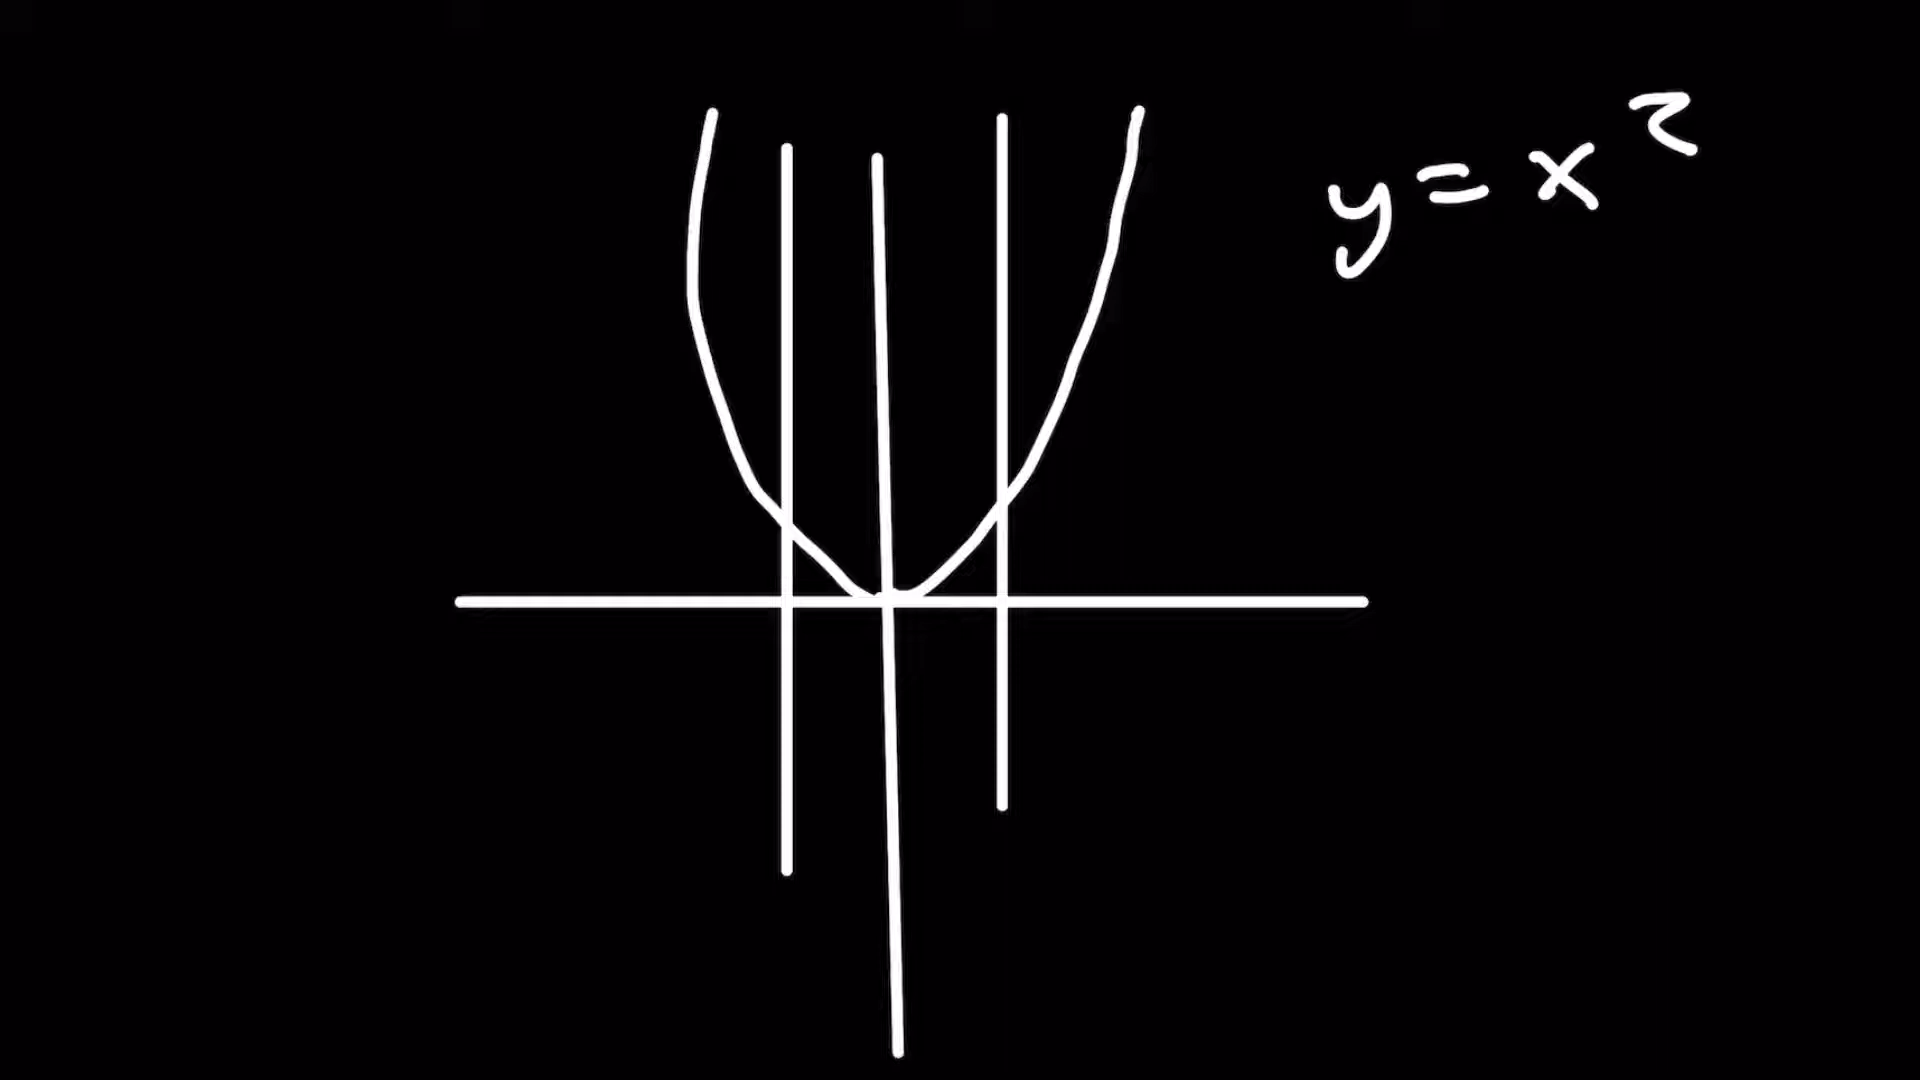 y = x²